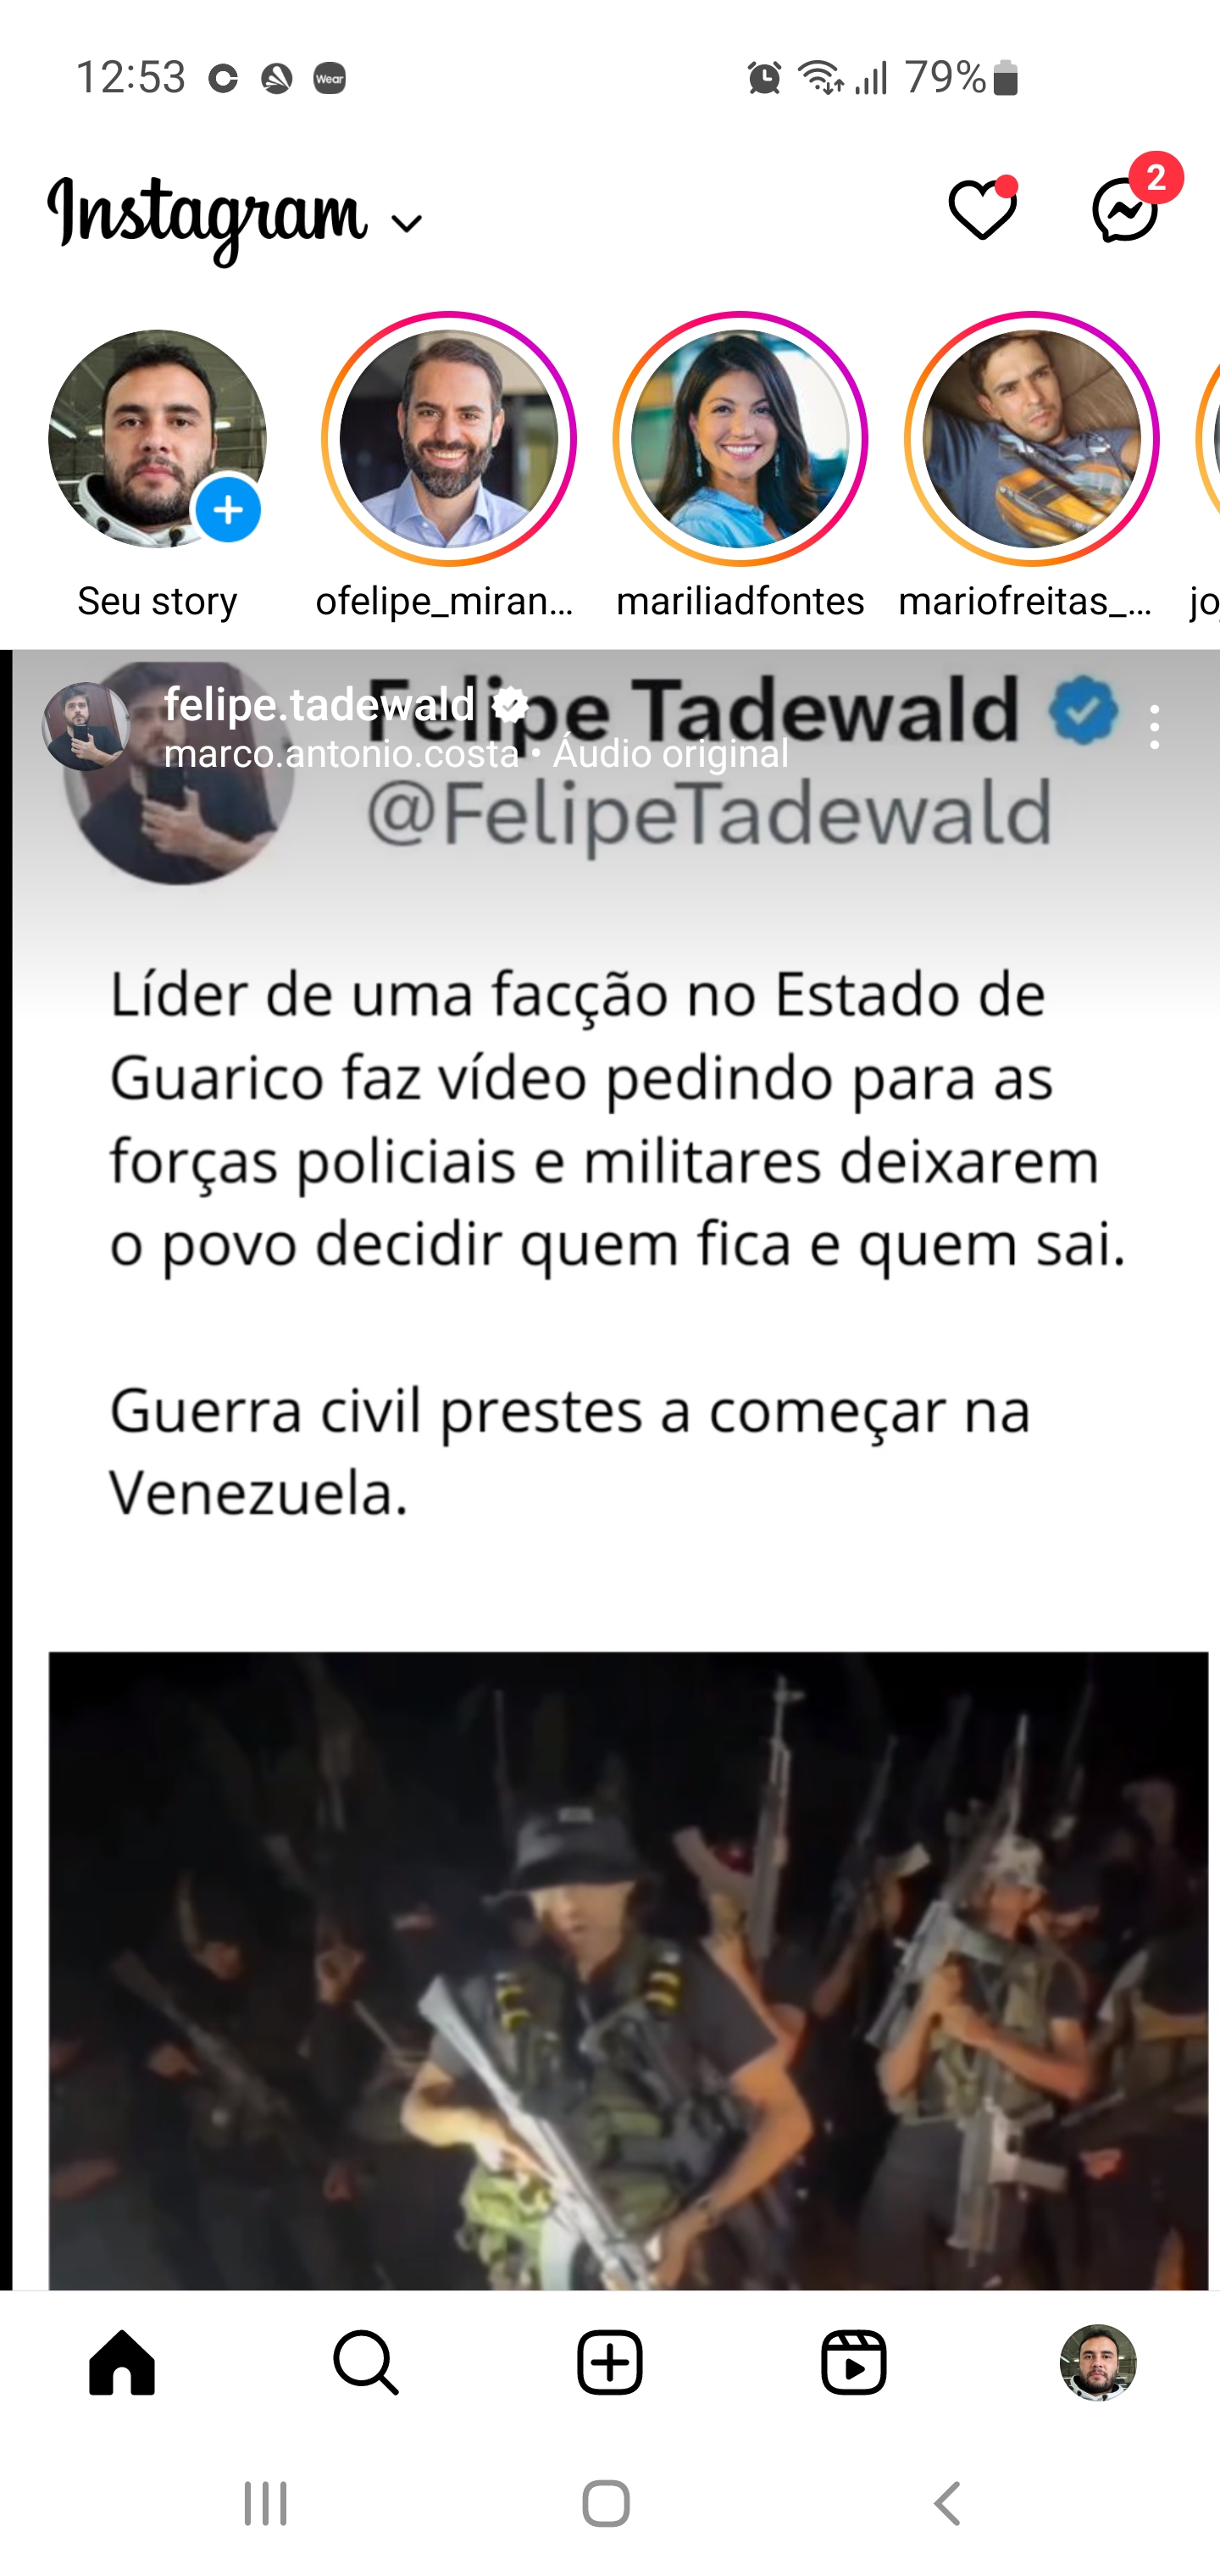 12:53
Wear
79%
Instagram
2
Seu story
ofelipe_miran...
mariliadfontes
mariofreitas_...
jo
felipe.tadewald
marco.antonio.costa • Áudio original
Felipe Tadewald
@FelipeTadewald
Líder de uma facção no Estado de
Guarico faz vídeo pedindo para as
forças policiais e militares deixarem
o povo decidir quem fica e quem sai.
Guerra civil prestes a começar na
Venezuela.